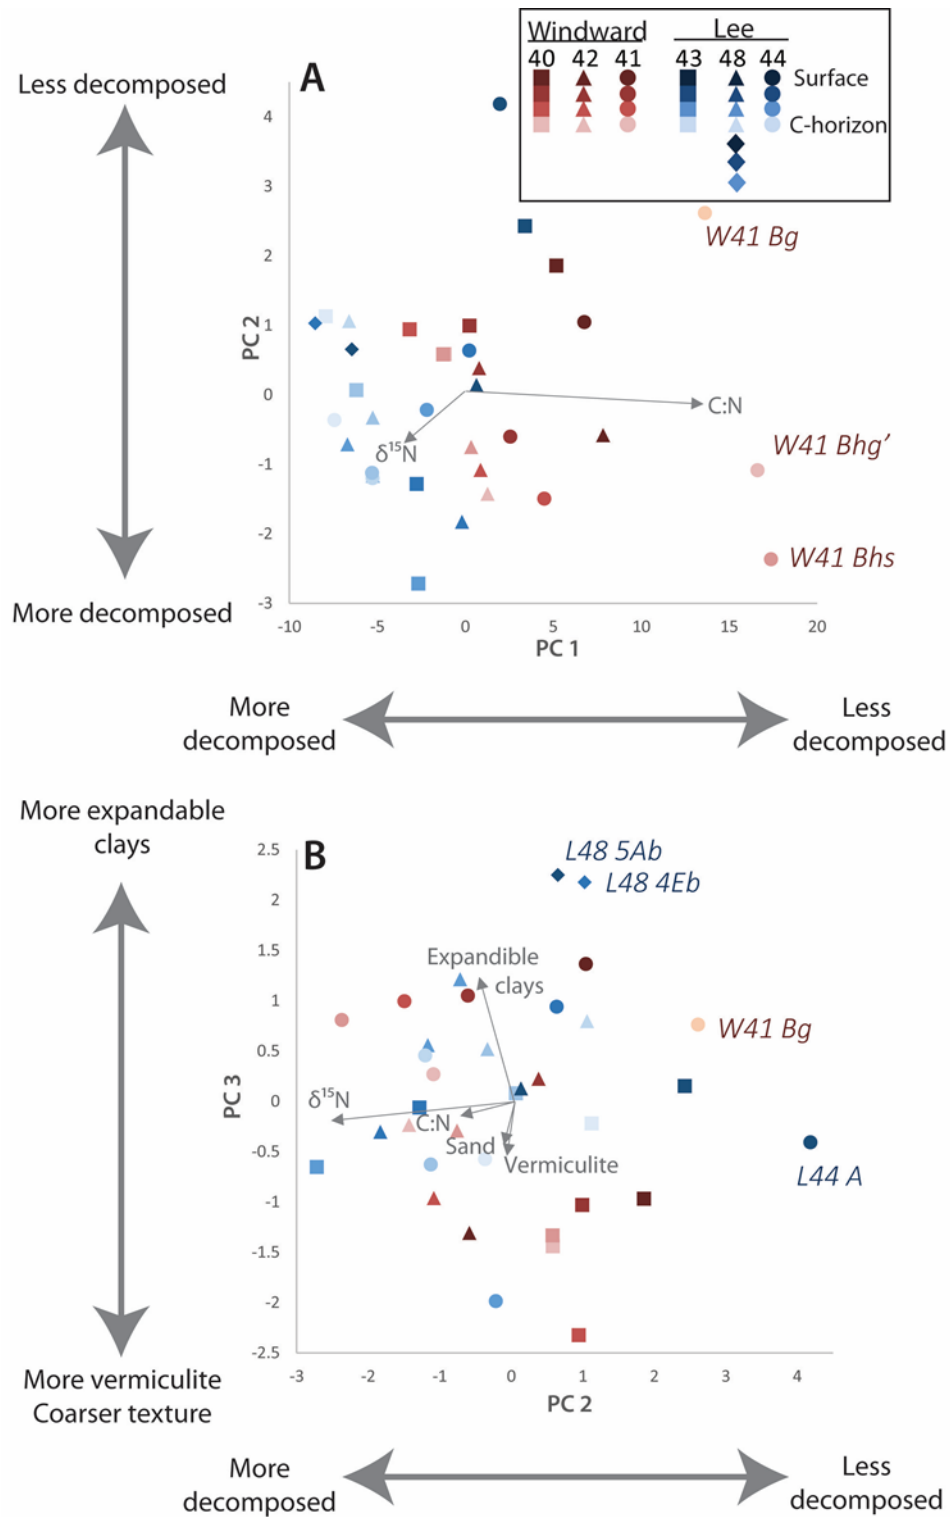 Windward Lee
40 42 41 43 48 44
Surface
C-horizon
A
Less decomposed
More decomposed
PC 2
4
3
2
1
0
-1
-2
-3
-10 -5 0 5 10 15 20
PC 1
W41 Bg
C:N
δ¹⁵N
W41 Bhg’
W41 Bhs
More
decomposed
Less
decomposed
More expandable
clays
B
2.5
2
1.5
1
0.5
0
-0.5
-1
-1.5
-2
-2.5
PC 3
L48 5Ab
L48 4Eb
Expandible
clays
W41 Bg
δ¹⁵N
C:N
Sand
Vermiculite
L44 A
-3 -2 -1 0 1 2 3 4
PC 2
More vermiculite
Coarser texture
More
decomposed
Less
decomposed